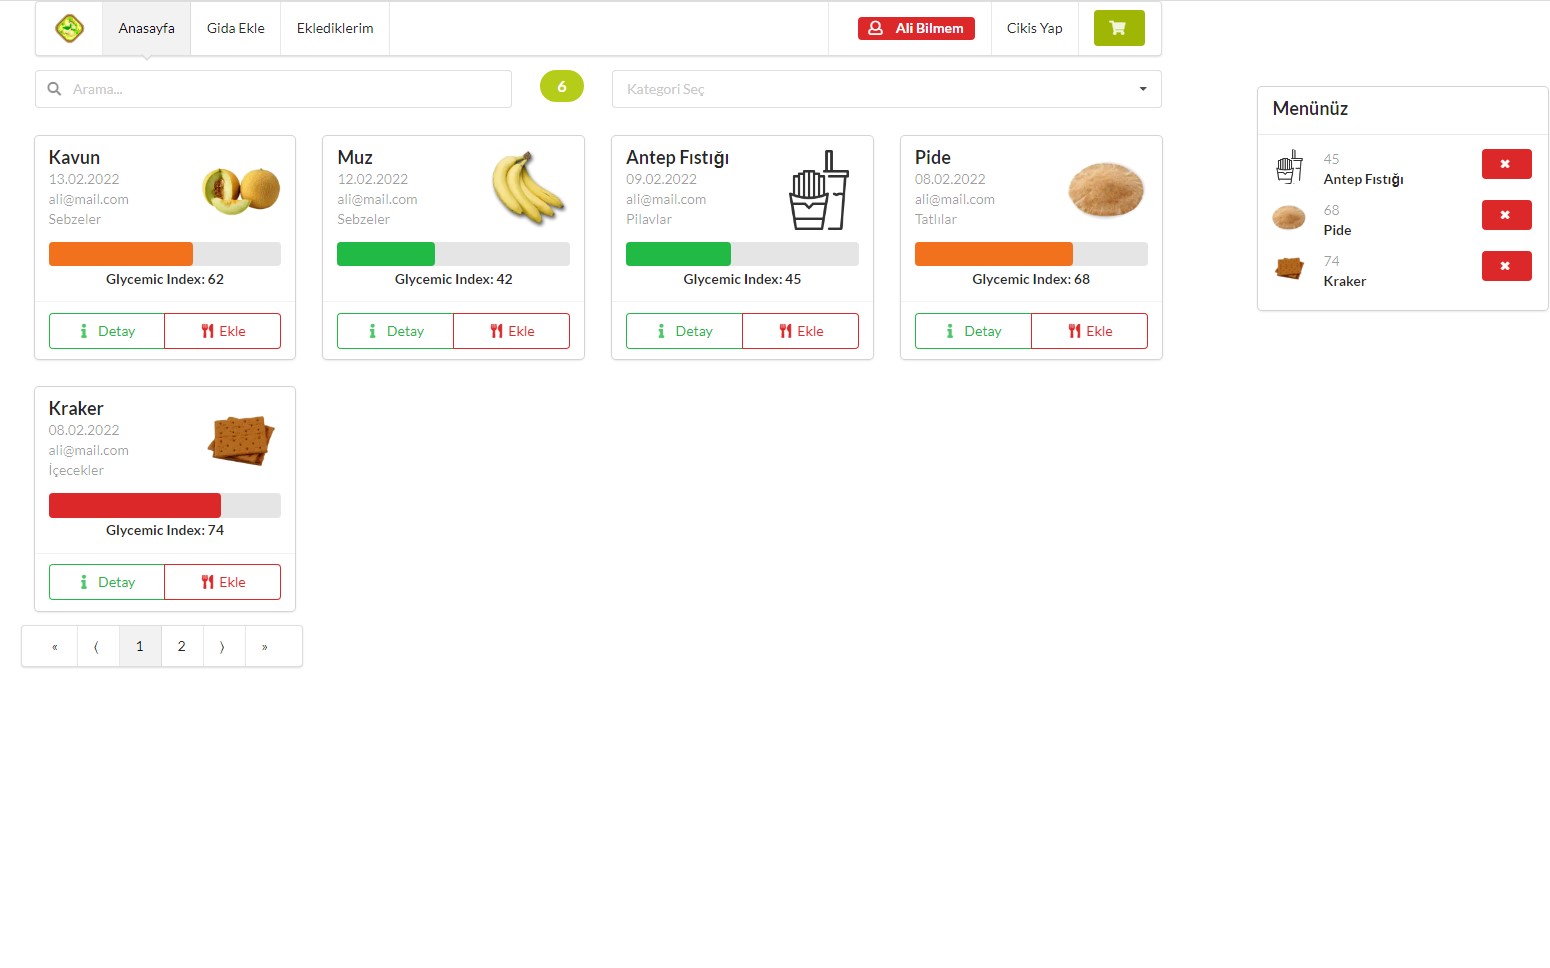 Anasayfa
Gida Ekle
Eklediklerim
Ali Bilmem
Cikis Yap
Arama...
6
Kategori Seç
Kavun
13.02.2022
ali@mail.com
Sebzeler
Glycemic Index: 62
Detay
Ekle
Muz
12.02.2022
ali@mail.com
Sebzeler
Glycemic Index: 42
Detay
Ekle
Antep Fıstığı
09.02.2022
ali@mail.com
Pilavlar
Glycemic Index: 45
Detay
Ekle
Pide
08.02.2022
ali@mail.com
Tatlılar
Glycemic Index: 68
Detay
Ekle
Kraker
08.02.2022
ali@mail.com
İçecekler
Glycemic Index: 74
Detay
Ekle
« ⟨ 1 2 ⟩ »
Menünüz
45
Antep Fıstığı
68
Pide
74
Kraker